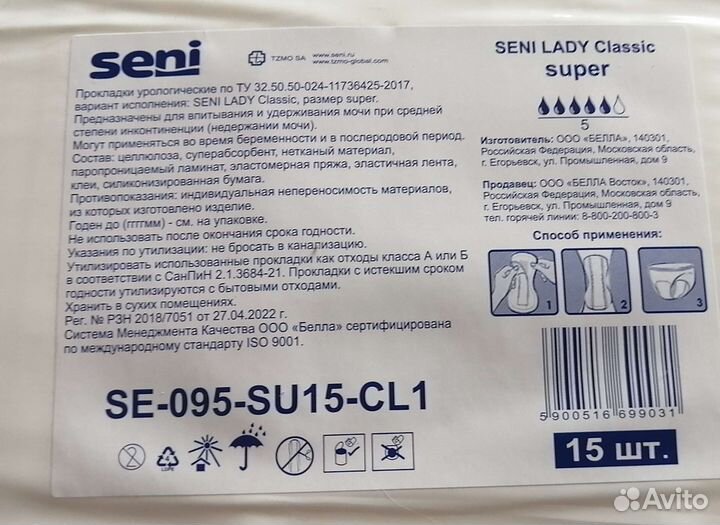 seni
TZMO SA
www.seni.ru
www.tzmo-global.com
Прокладки урологические по ТУ 32.50.50-024-11736425-2017,
вариант исполнения: SENI LADY Classic, размер super.
Предназначены для впитывания и удерживания мочи при средней
степени инконтиненции (недержании мочи).
Могут применяться во время беременности и в послеродовой период.
Состав: целлюлоза, суперабсорбент, нетканый материал,
паропроницаемый ламинат, эластомерная пряжа, эластичная лента,
клеи, силиконизированная бумага.
Противопоказания: индивидуальная непереносимость материалов,
из которых изготовлено изделие.
Годен до (ггггмм) - см. на упаковке.
Не использовать после окончания срока годности.
Указания по утилизации: не бросать в канализацию.
Утилизировать использованные прокладки как отходы класса А или Б
в соответствии с СанПиН 2.1.3684-21. Прокладки с истекшим сроком
годности утилизируются с бытовыми отходами.
Хранить в сухих помещениях.
Рег. № РЗН 2018/7051 от 27.04.2022 г.
Система Менеджмента Качества ООО «Белла» сертифицирована
по международному стандарту ISO 9001.
SE-095-SU15-CL1
2
4
LDPE
SENI LADY Classic
super
5
Изготовитель: ООО «БЕЛЛА», 140301,
Российская Федерация, Московская область,
г. Егорьевск, ул. Промышленная, дом 9
Продавец: ООО «БЕЛЛА Восток», 140301,
Российская Федерация, Московская область,
г. Егорьевск, ул. Промышленная, дом 9
тел. горячей линии: 8-800-200-800-3
Способ применения:
1
2
3
5 900516 699031
15 шт.
Avito